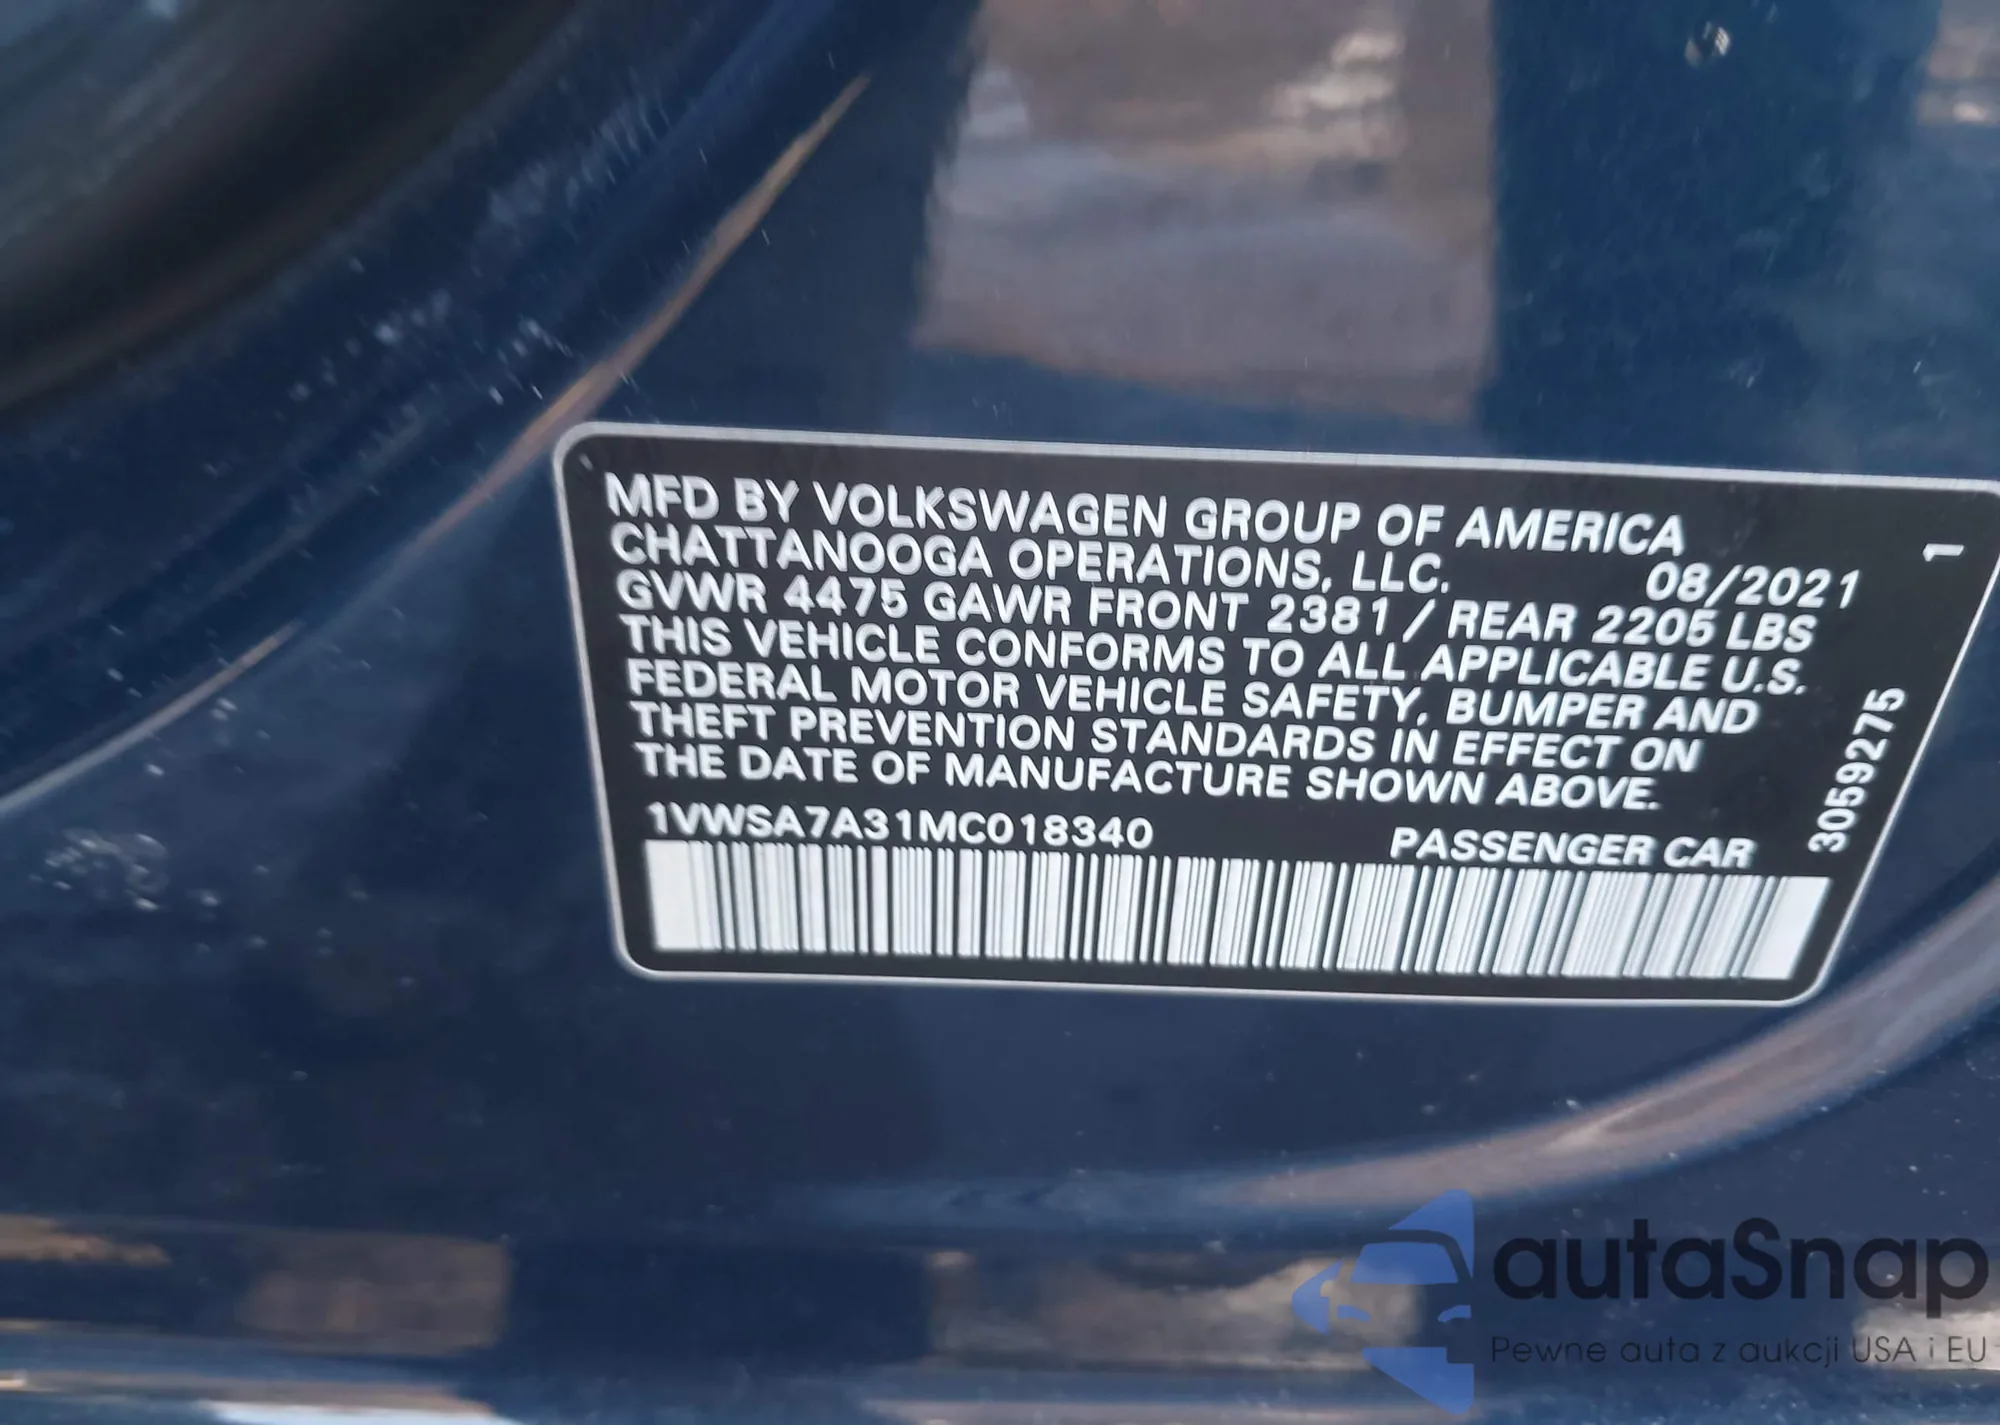 MFD BY VOLKSWAGEN GROUP OF AMERICA
CHATTANOOGA OPERATIONS, LLC. 08/2021
GVWR 4475 GAWR FRONT 2381 / REAR 2205 LBS
THIS VEHICLE CONFORMS TO ALL APPLICABLE U.S.
FEDERAL MOTOR VEHICLE SAFETY, BUMPER AND
THEFT PREVENTION STANDARDS IN EFFECT ON
THE DATE OF MANUFACTURE SHOWN ABOVE.
1VWSA7A31MC018340 PASSENGER CAR
3059275
1
autaSnap
Pewne auta z aukcji USA i EU